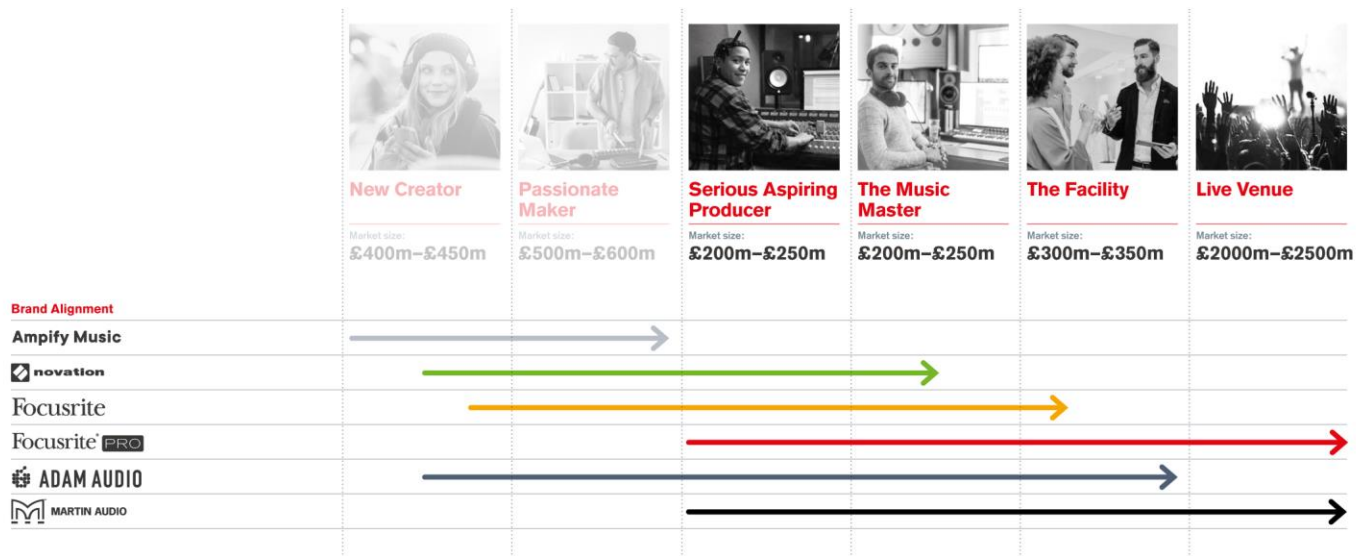 New Creator
Passionate
Maker
Serious Aspiring
Producer
The Music
Master
The Facility
Live Venue
Market size:
£400m–£450m
Market size:
£500m–£600m
Market size:
£200m–£250m
Market size:
£200m–£250m
Market size:
£300m–£350m
Market size:
£2000m–£2500m
Brand Alignment
Ampify Music
novation
Focusrite
Focusrite® PRO
ADAM AUDIO
MARTIN AUDIO